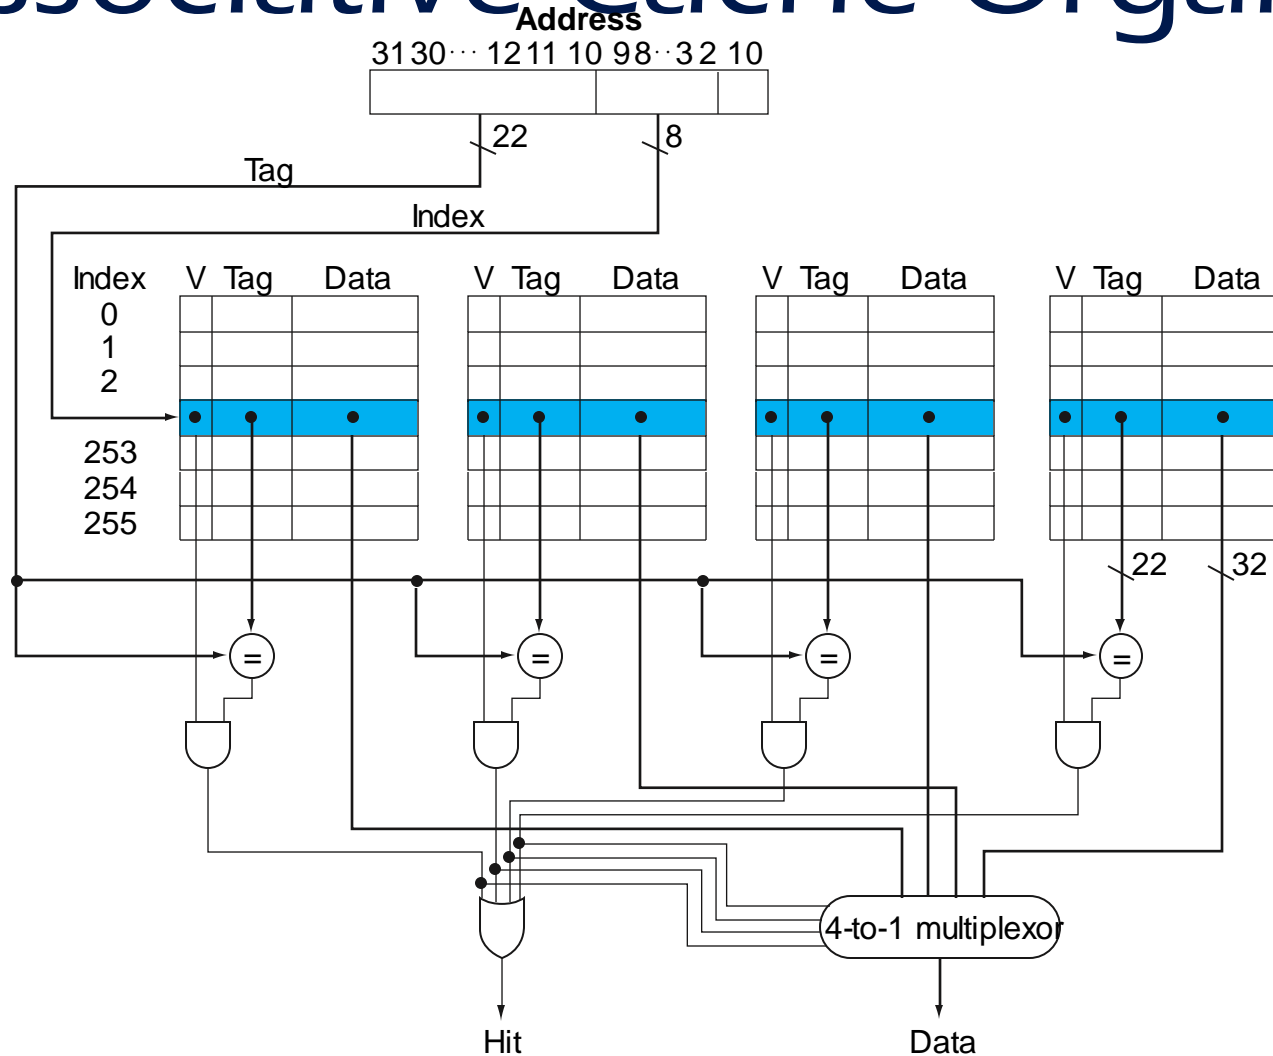 Address
31 30 ··· 12 11 10 9 8 ·· 3 2 1 0
22
8
Tag
Index
Index V Tag Data V Tag Data V Tag Data V Tag Data
0
1
2
253
254
255
22 32
= = = =
4-to-1 multiplexor
Hit Data